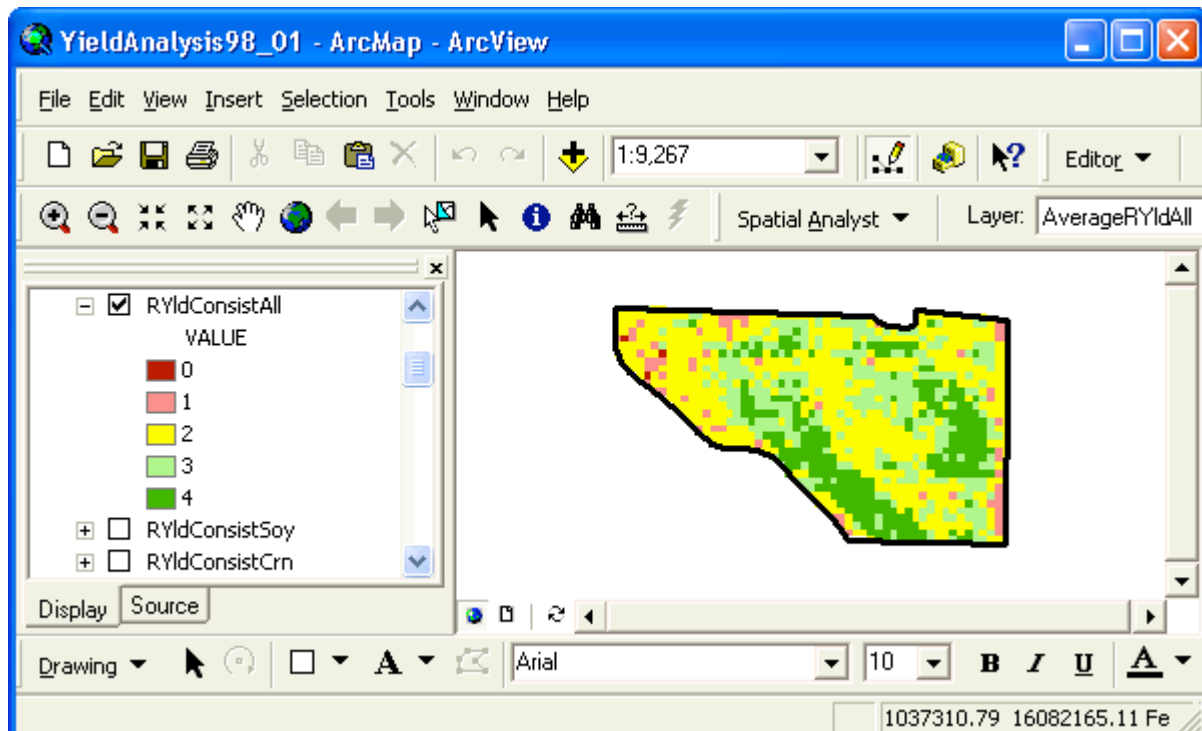 YieldAnalysis98_01 - ArcMap - ArcView
File Edit View Insert Selection Tools Window Help
1:9,267 Editor
Spatial Analyst Layer: AverageRYldAll
RYldConsistAll
VALUE
0
1
2
3
4
RYldConsistSoy
RYldConsistCrn
Display Source
Drawing A Arial 10 B I U A
1037310.79 16082165.11 Fe